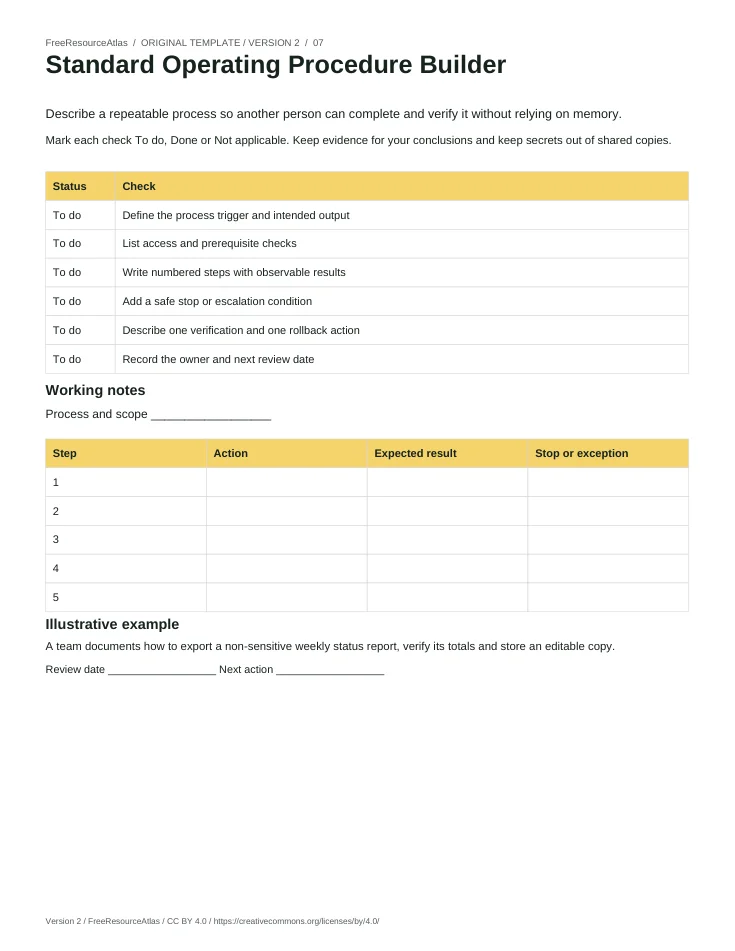 FreeResourceAtlas / ORIGINAL TEMPLATE / VERSION 2 / 07
Standard Operating Procedure Builder
Describe a repeatable process so another person can complete and verify it without relying on memory.
Mark each check To do, Done or Not applicable. Keep evidence for your conclusions and keep secrets out of shared copies.
Status Check
To do Define the process trigger and intended output
To do List access and prerequisite checks
To do Write numbered steps with observable results
To do Add a safe stop or escalation condition
To do Describe one verification and one rollback action
To do Record the owner and next review date
Working notes
Process and scope __________________
Step Action Expected result Stop or exception
1
2
3
4
5
Illustrative example
A team documents how to export a non-sensitive weekly status report, verify its totals and store an editable copy.
Review date __________________ Next action __________________
Version 2 / FreeResourceAtlas / CC BY 4.0 / https://creativecommons.org/licenses/by/4.0/